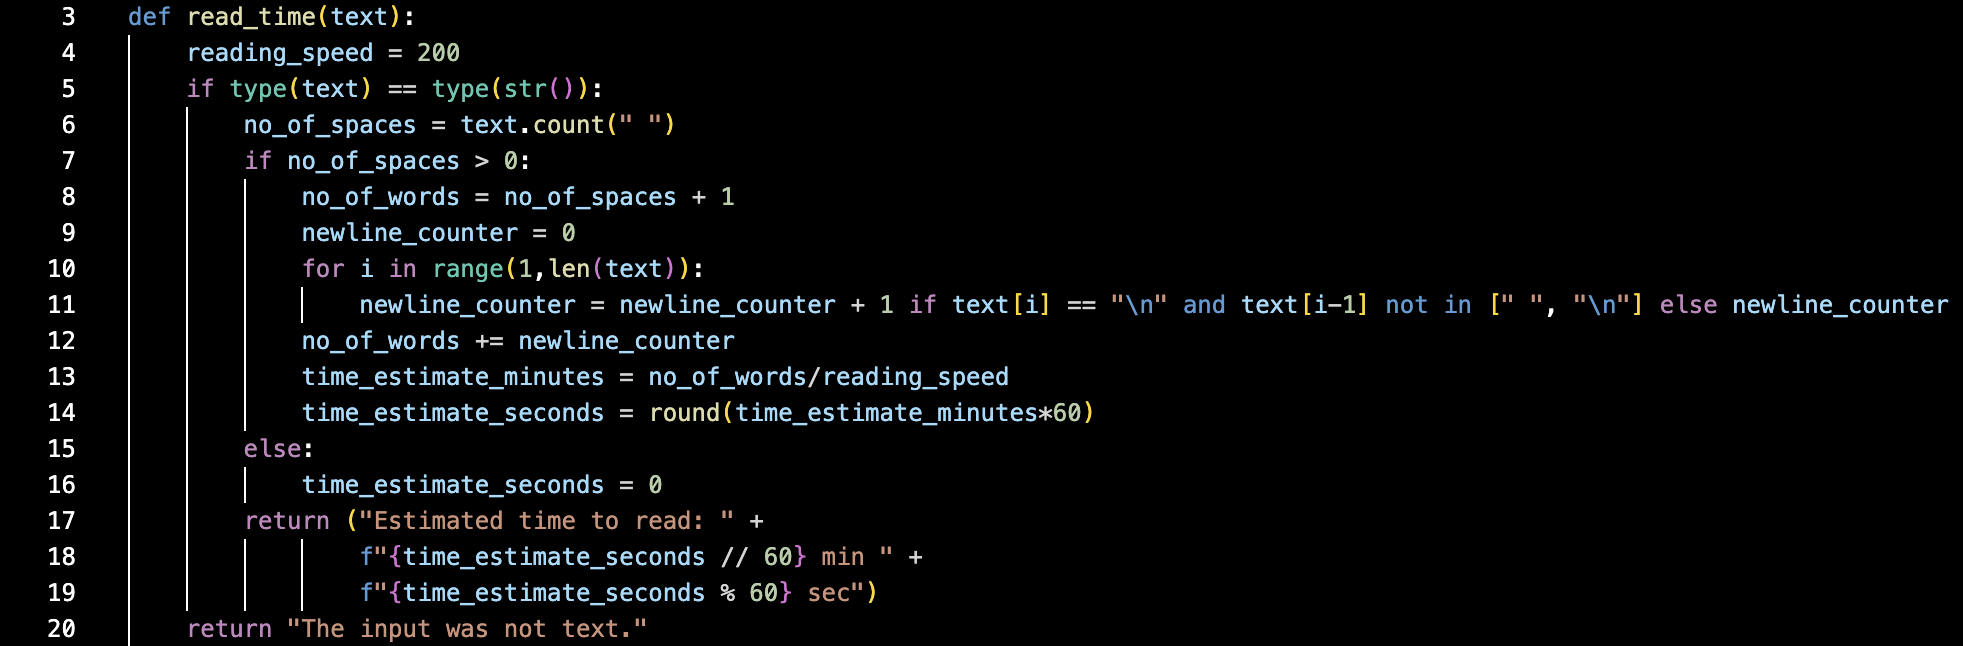 3 def read_time(text):
4     reading_speed = 200
5     if type(text) == type(str()):
6         no_of_spaces = text.count(" ")
7         if no_of_spaces > 0:
8             no_of_words = no_of_spaces + 1
9             newline_counter = 0
10             for i in range(1,len(text)):
11                 newline_counter = newline_counter + 1 if text[i] == "\n" and text[i-1] not in [" ", "\n"] else newline_counter
12             no_of_words += newline_counter
13             time_estimate_minutes = no_of_words/reading_speed
14             time_estimate_seconds = round(time_estimate_minutes*60)
15         else:
16             time_estimate_seconds = 0
17         return ("Estimated time to read: " +
18                 f"{time_estimate_seconds // 60} min " +
19                 f"{time_estimate_seconds % 60} sec")
20     return "The input was not text."